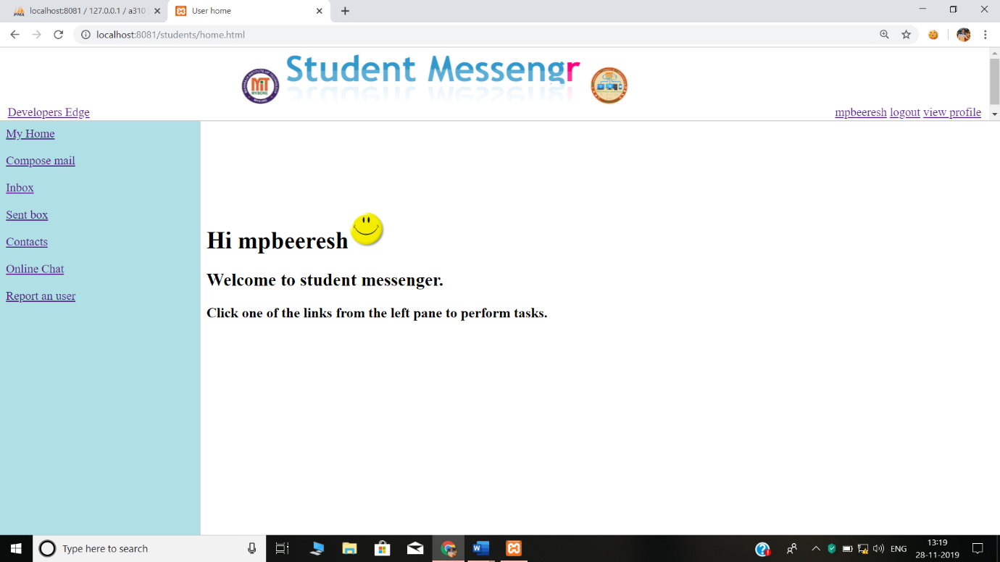 localhost:8081 / 127.0.0.1 / a310
User home
localhost:8081/students/home.html
Student Messengr
MIT
MYSORE
Developers Edge
mpbeeresh logout view profile
My Home
Compose mail
Inbox
Sent box
Contacts
Online Chat
Report an user
Hi mpbeeresh
Welcome to student messenger.
Click one of the links from the left pane to perform tasks.
Type here to search
ENG
13:19
28-11-2019